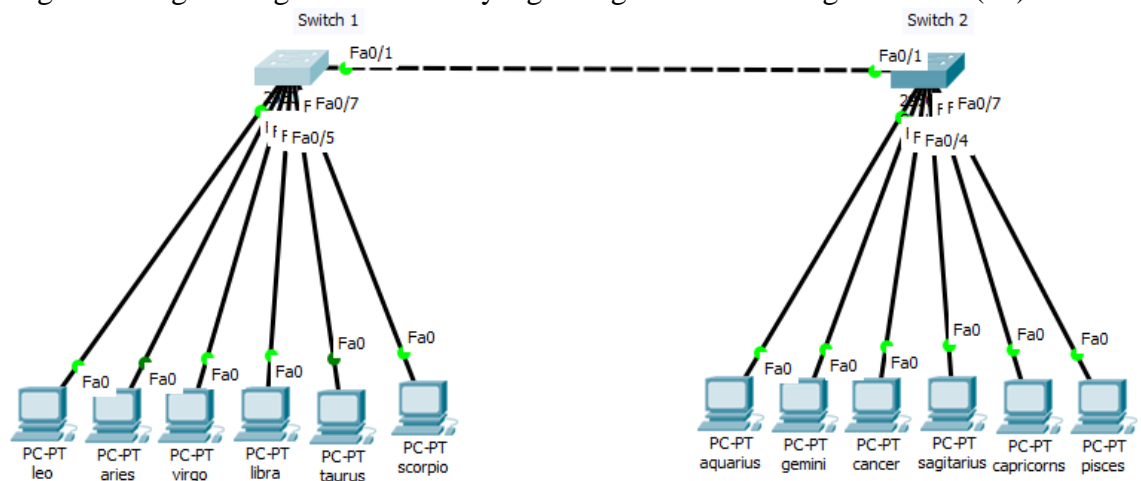 Switch 1
Switch 2
Fa0/1
Fa0/1
Fa0/7
Fa0/7
Fa0/5
Fa0/4
Fa0
Fa0
Fa0
Fa0
Fa0
Fa0
Fa0
Fa0
Fa0
Fa0
Fa0
Fa0
PC-PT
leo
PC-PT
aries
PC-PT
virgo
PC-PT
libra
PC-PT
taurus
PC-PT
scorpio
PC-PT
aquarius
PC-PT
gemini
PC-PT
cancer
PC-PT
sagitarius
PC-PT
capricorns
PC-PT
pisces